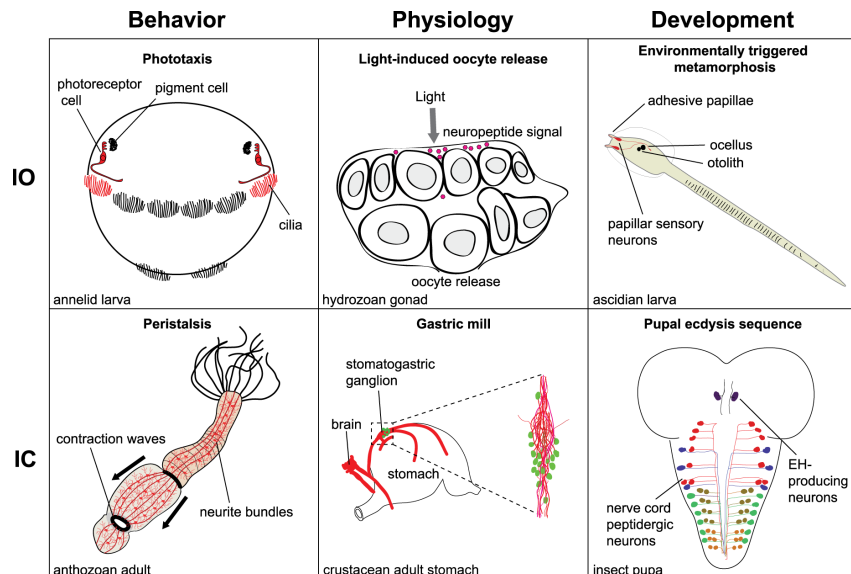 Behavior
Physiology
Development
IO
Phototaxis
photoreceptor
cell
pigment cell
cilia
annelid larva
Light-induced oocyte release
Light
neuropeptide signal
oocyte release
hydrozoan gonad
Environmentally triggered
metamorphosis
adhesive papillae
ocellus
otolith
papillar sensory
neurons
ascidian larva
IC
Peristalsis
contraction waves
neurite bundles
anthozoan adult
Gastric mill
stomatogastric
ganglion
brain
stomach
crustacean adult stomach
Pupal ecdysis sequence
EH-
producing
neurons
nerve cord
peptidergic
neurons
insect pupa